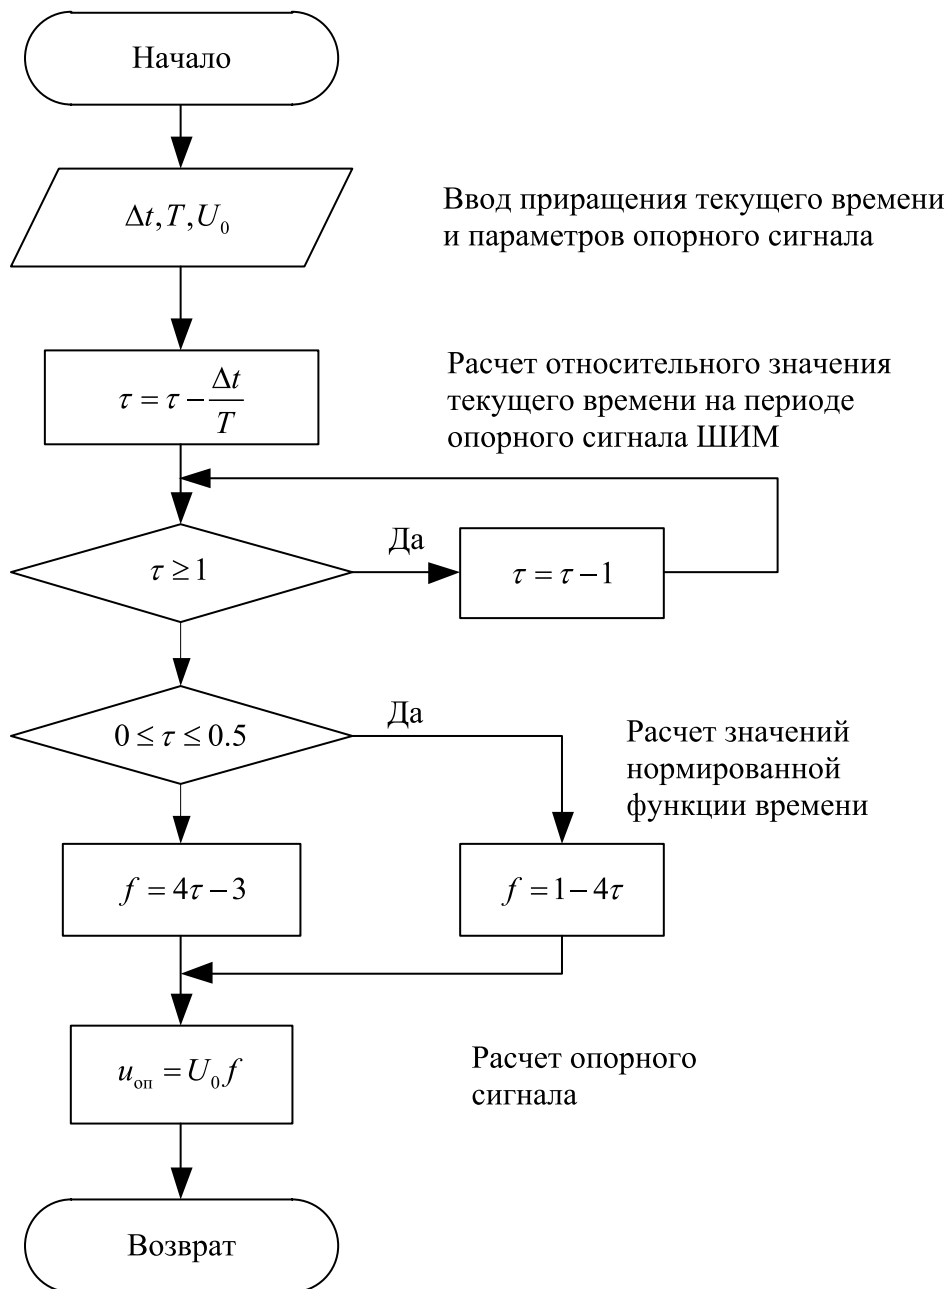 Начало
Δt, T, U₀
Ввод приращения текущего времени
и параметров опорного сигнала
τ = τ − Δt/T
Расчет относительного значения
текущего времени на периоде
опорного сигнала ШИМ
τ ≥ 1
Да
τ = τ − 1
0 ≤ τ ≤ 0.5
Да
Расчет значений
нормированной
функции времени
f = 4τ − 3
f = 1 − 4τ
uоп = U₀f
Расчет опорного
сигнала
Возврат